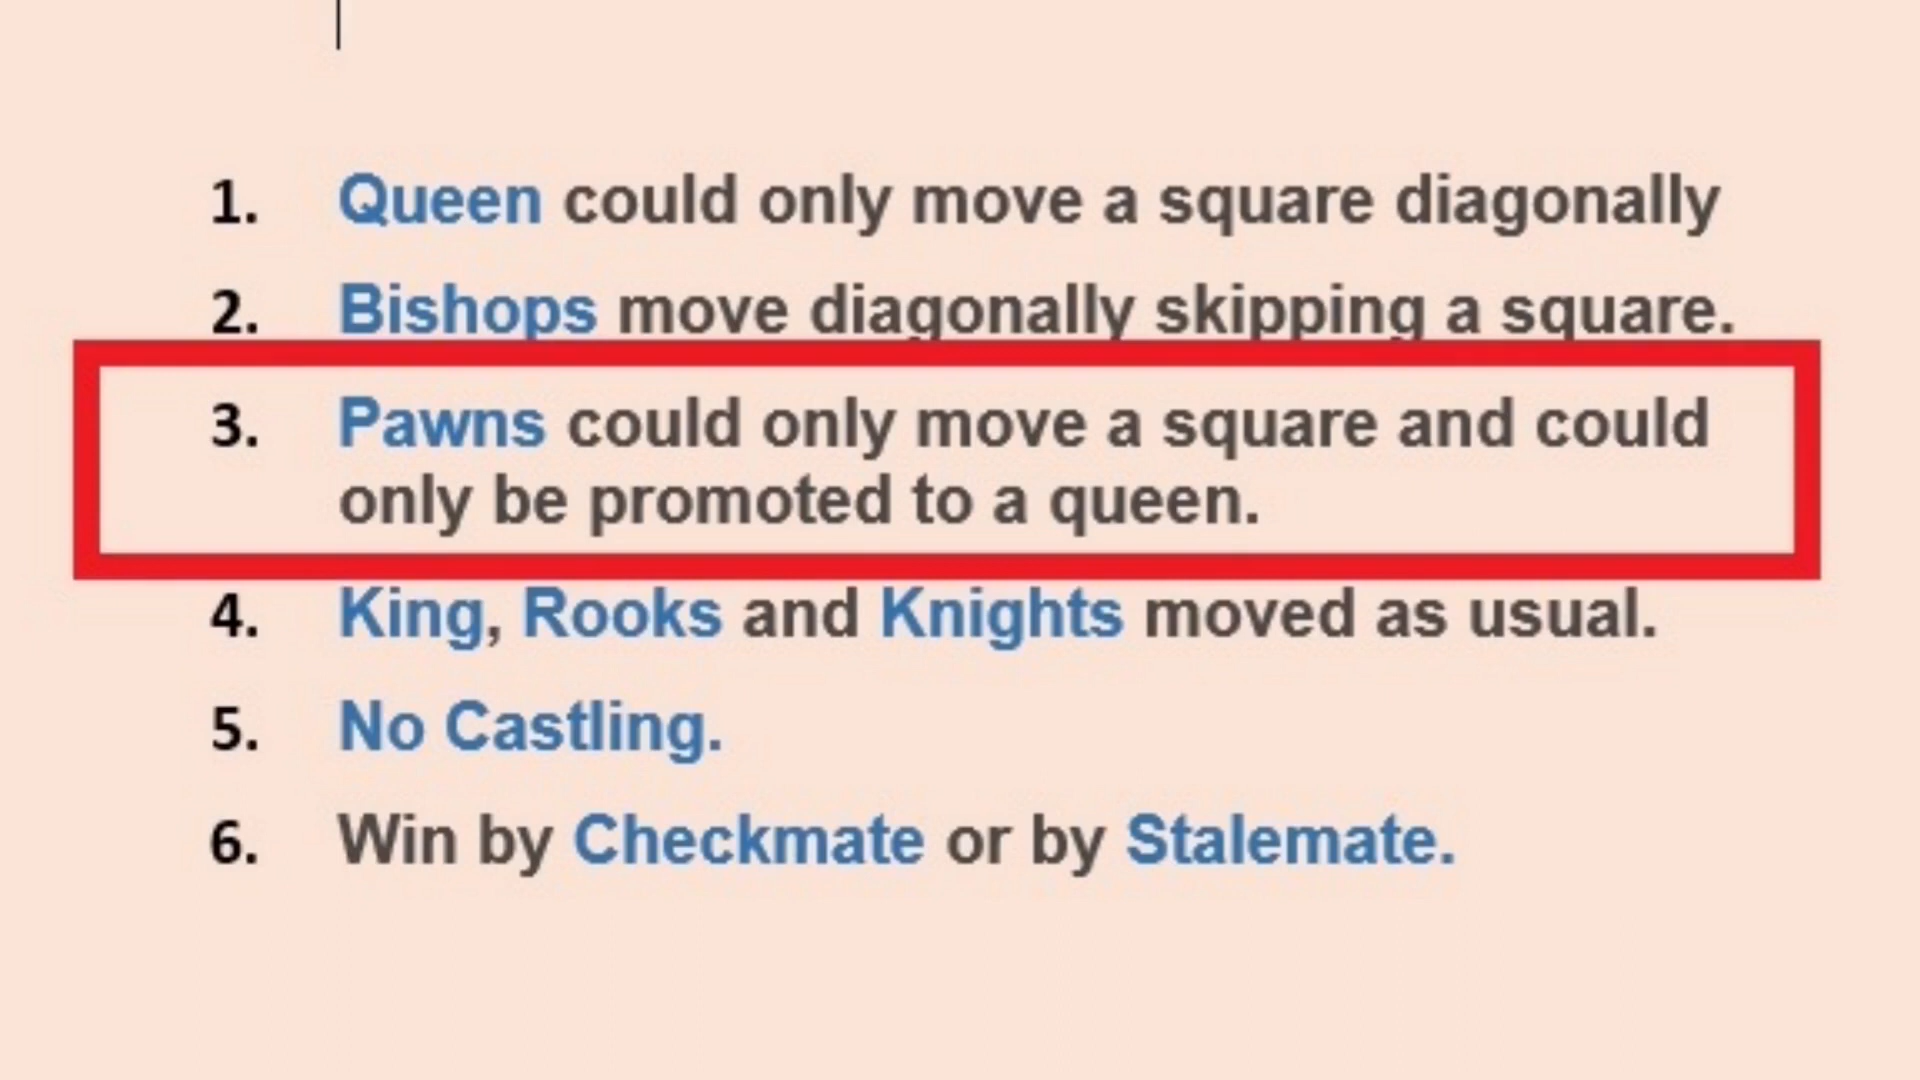 1. Queen could only move a square diagonally
2. Bishops move diagonally skipping a square.
3. Pawns could only move a square and could
only be promoted to a queen.
4. King, Rooks and Knights moved as usual.
5. No Castling.
6. Win by Checkmate or by Stalemate.